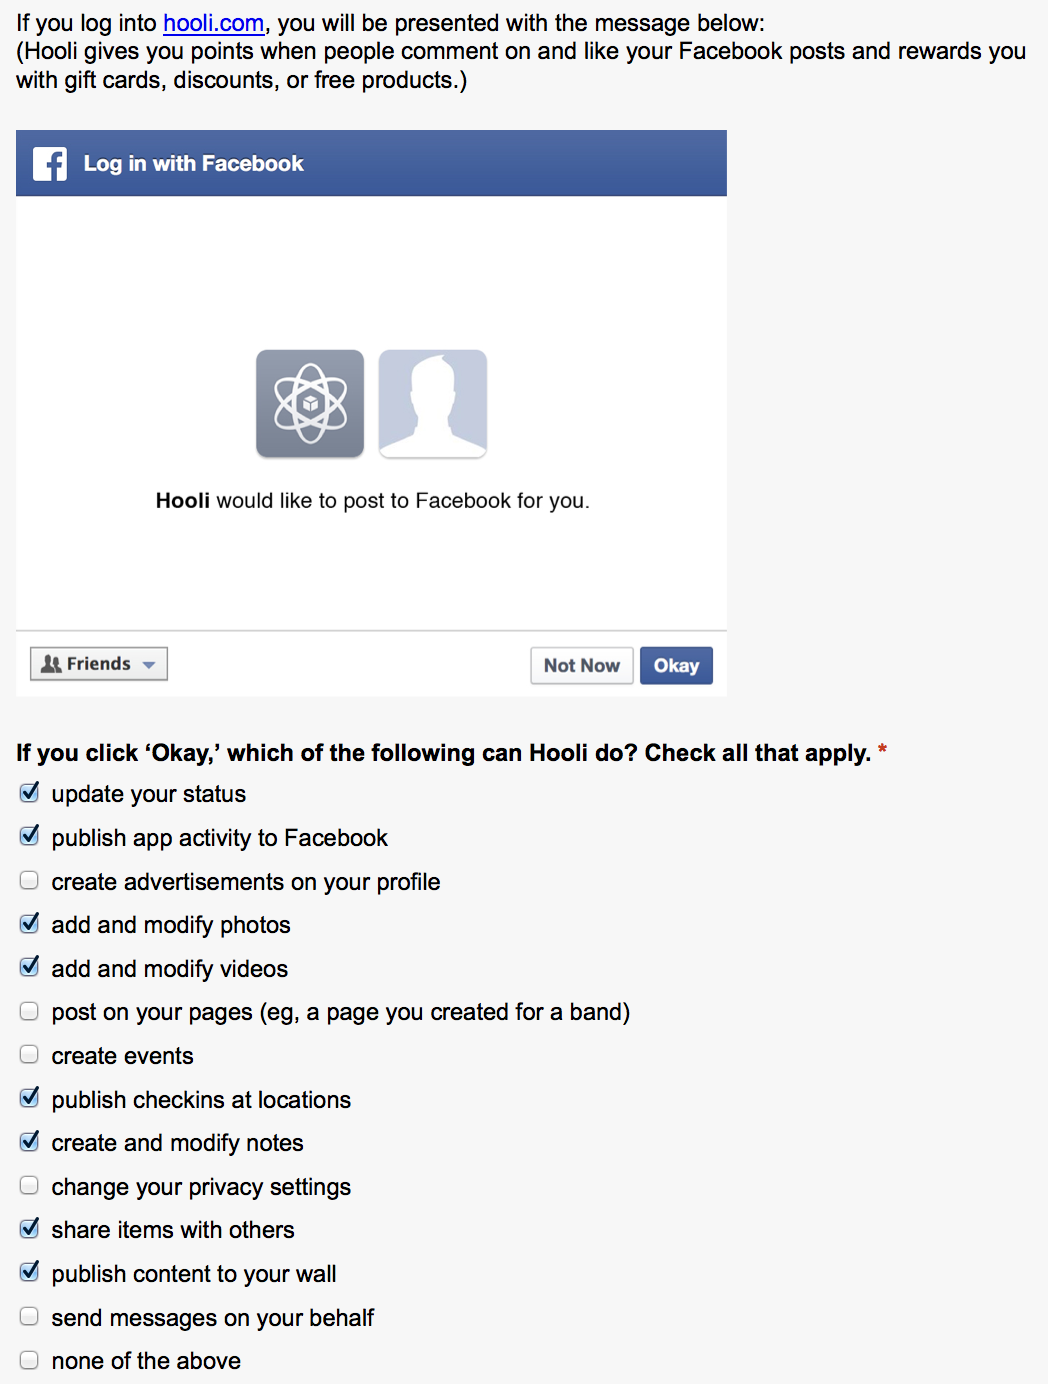 If you log into hooli.com, you will be presented with the message below:
(Hooli gives you points when people comment on and like your Facebook posts and rewards you
with gift cards, discounts, or free products.)
f Log in with Facebook
Hooli would like to post to Facebook for you.
Friends
Not Now
Okay
If you click ‘Okay,’ which of the following can Hooli do? Check all that apply. *
update your status
publish app activity to Facebook
create advertisements on your profile
add and modify photos
add and modify videos
post on your pages (eg, a page you created for a band)
create events
publish checkins at locations
create and modify notes
change your privacy settings
share items with others
publish content to your wall
send messages on your behalf
none of the above